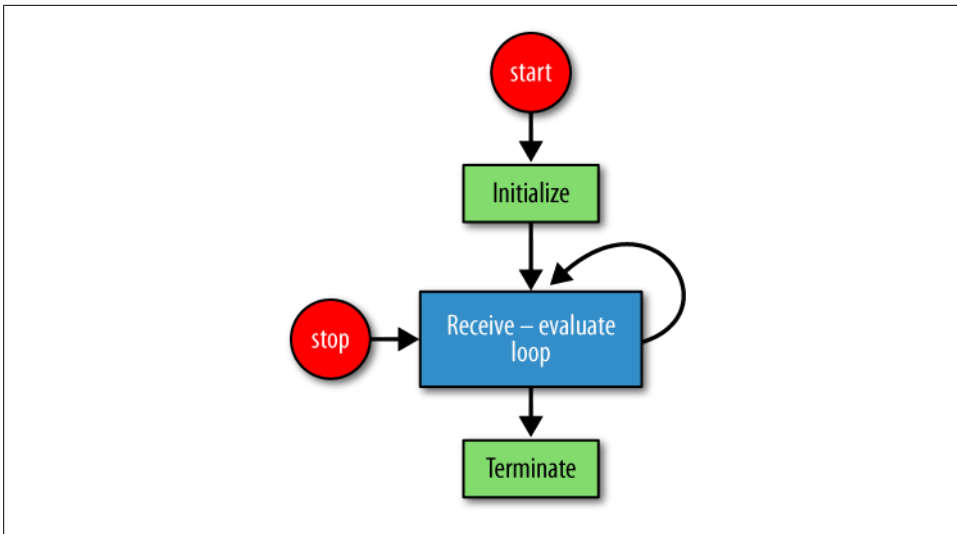 start
Initialize
Receive – evaluate
loop
stop
Terminate